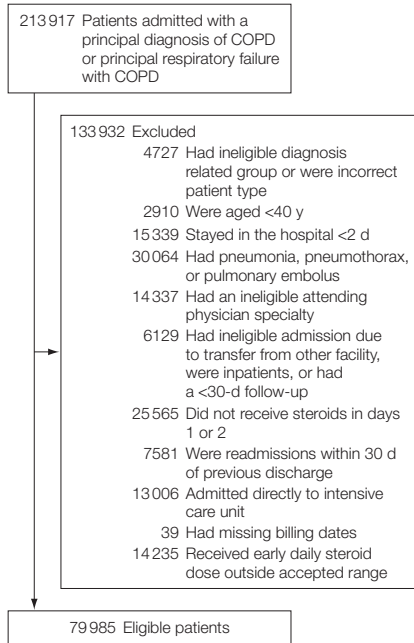 213 917 Patients admitted with a
principal diagnosis of COPD
or principal respiratory failure
with COPD
133 932 Excluded
4727 Had ineligible diagnosis
related group or were incorrect
patient type
2910 Were aged <40 y
15 339 Stayed in the hospital <2 d
30 064 Had pneumonia, pneumothorax,
or pulmonary embolus
14 337 Had an ineligible attending
physician specialty
6129 Had ineligible admission due
to transfer from other facility,
were inpatients, or had
a <30-d follow-up
25 565 Did not receive steroids in days
1 or 2
7581 Were readmissions within 30 d
of previous discharge
13 006 Admitted directly to intensive
care unit
39 Had missing billing dates
14 235 Received early daily steroid
dose outside accepted range
79 985 Eligible patients